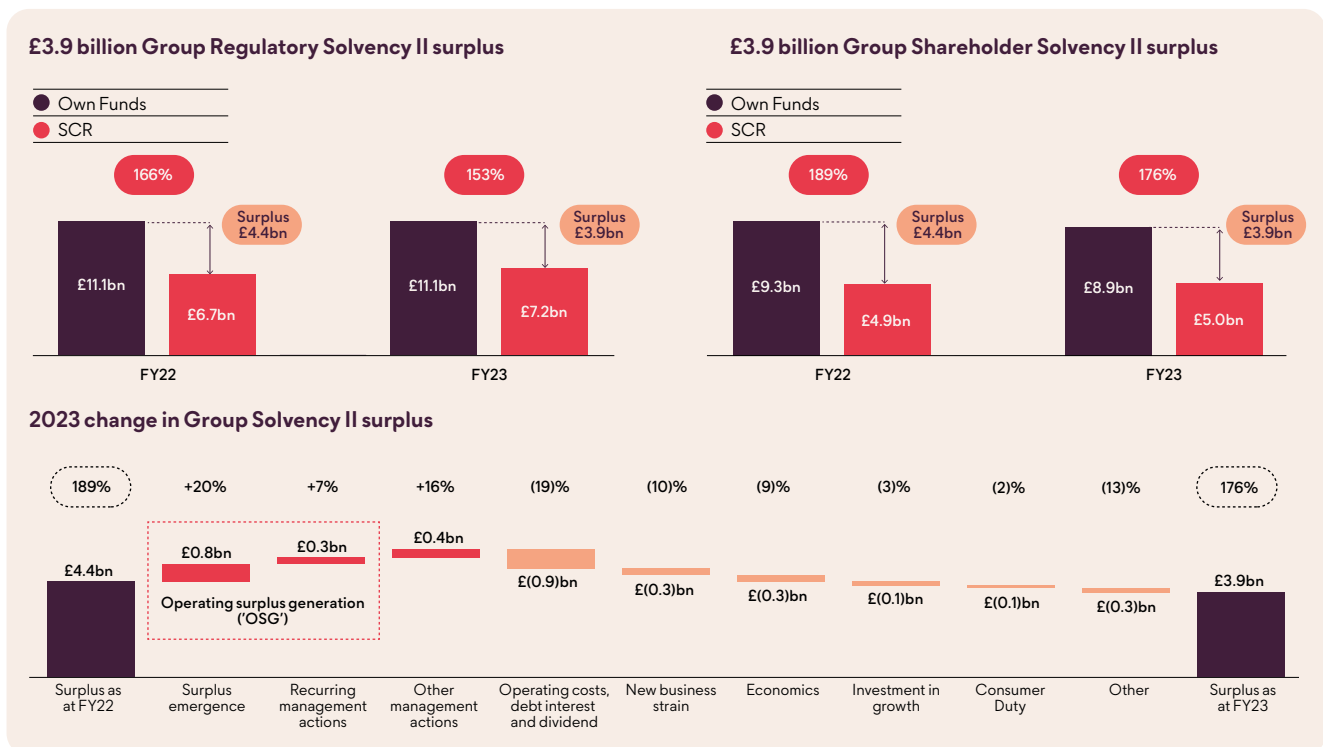 £3.9 billion Group Regulatory Solvency II surplus
Own Funds
SCR
166%
153%
Surplus
£4.4bn
Surplus
£3.9bn
£11.1bn
£6.7bn
£11.1bn
£7.2bn
FY22
FY23
£3.9 billion Group Shareholder Solvency II surplus
Own Funds
SCR
189%
176%
Surplus
£4.4bn
Surplus
£3.9bn
£9.3bn
£4.9bn
£8.9bn
£5.0bn
FY22
FY23
2023 change in Group Solvency II surplus
189%
+20%
+7%
+16%
(19)%
(10)%
(9)%
(3)%
(2)%
(13)%
176%
£4.4bn
£0.8bn
£0.3bn
£0.4bn
£(0.9)bn
£(0.3)bn
£(0.3)bn
£(0.1)bn
£(0.1)bn
£(0.3)bn
£3.9bn
Operating surplus generation
('OSG')
Surplus as
at FY22
Surplus
emergence
Recurring
management
actions
Other
management
actions
Operating costs,
debt interest
and dividend
New business
strain
Economics
Investment in
growth
Consumer
Duty
Other
Surplus as
at FY23